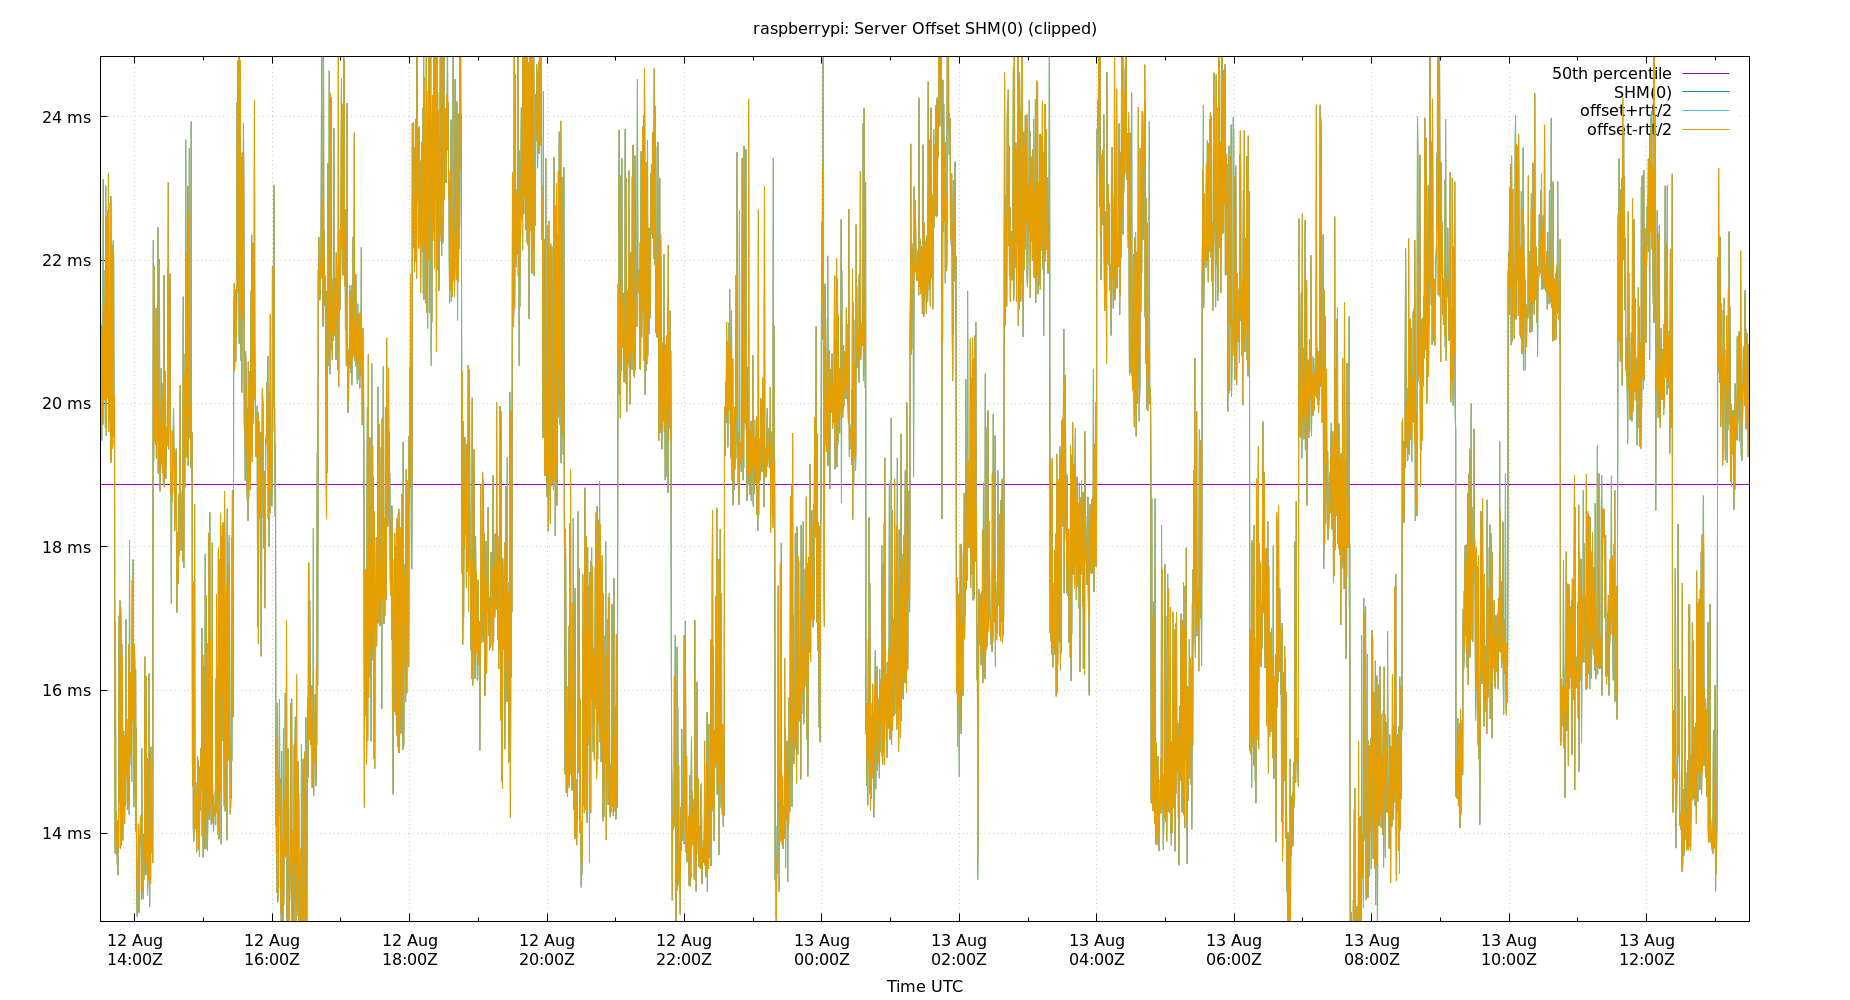 raspberrypi: Server Offset SHM(0) (clipped)
50th percentile
SHM(0)
offset+rtt/2
offset-rtt/2
24 ms
22 ms
20 ms
18 ms
16 ms
14 ms
12 Aug 12 Aug 12 Aug 12 Aug 12 Aug 13 Aug 13 Aug 13 Aug 13 Aug 13 Aug 13 Aug 13 Aug
14:00Z 16:00Z 18:00Z 20:00Z 22:00Z 00:00Z 02:00Z 04:00Z 06:00Z 08:00Z 10:00Z 12:00Z
Time UTC